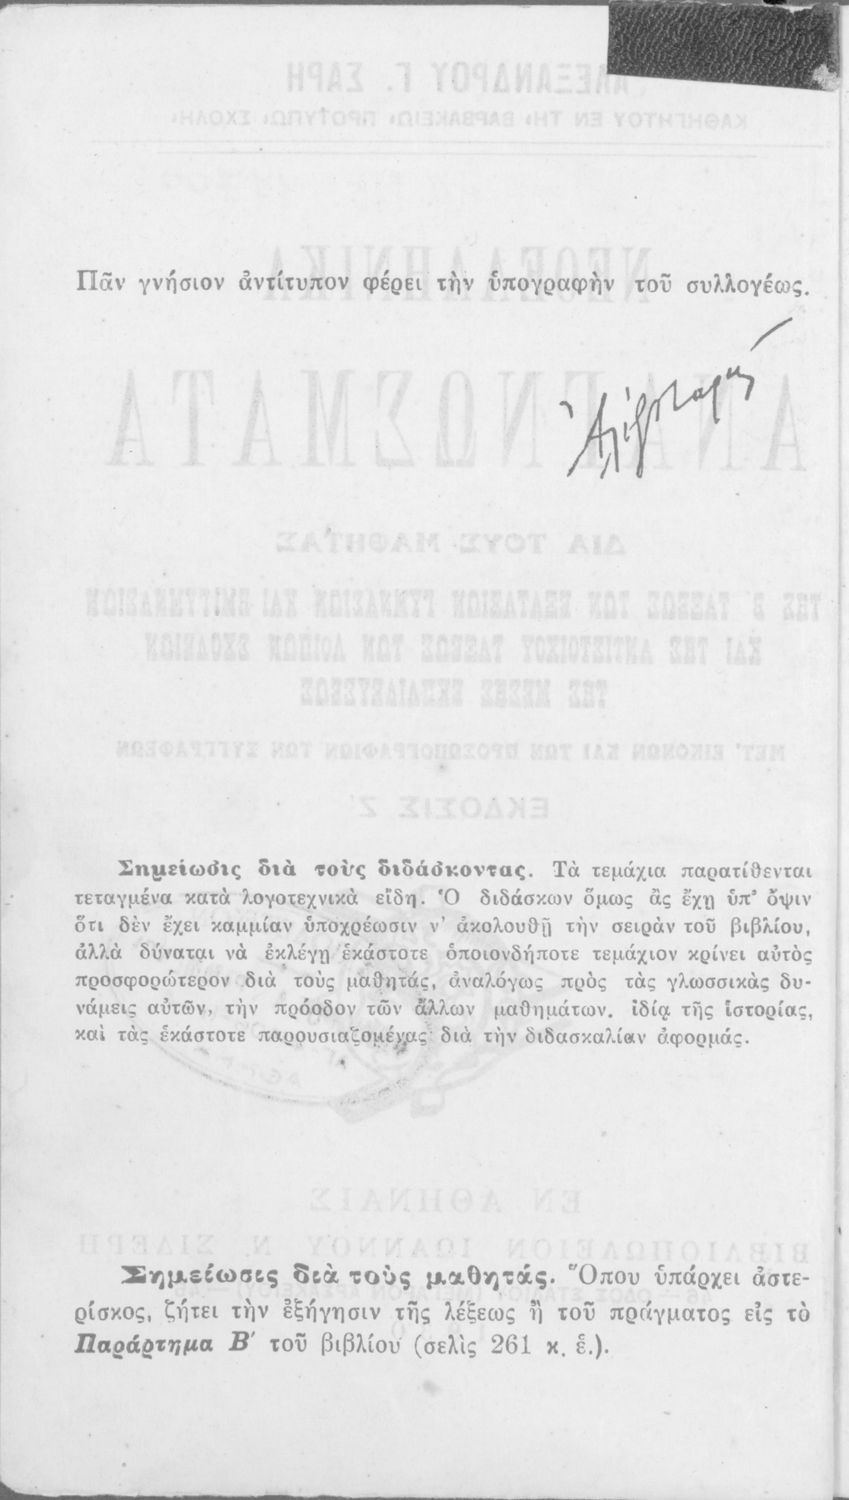 Πᾶν γνήσιον ἀντίτυπον φέρει τὴν ὑπογραφὴν τοῦ συλλογέως.
Σημείωσις διὰ τοὺς διδάσκοντας. Τὰ τεμάχια παρατίθενται
τεταγμένα κατὰ λογοτεχνικὰ εἴδη. Ὁ διδάσκων ὅμως ἂς ἔχῃ ὑπ' ὄψιν
ὅτι δὲν ἔχει καμμίαν ὑποχρέωσιν ν' ἀκολουθῇ τὴν σειρὰν τοῦ βιβλίου,
ἀλλὰ δύναται νὰ ἐκλέγῃ ἑκάστοτε ὁποιονδήποτε τεμάχιον κρίνει αὐτὸς
προσφορώτερον διὰ τοὺς μαθητάς, ἀναλόγως πρὸς τὰς γλωσσικὰς δυ-
νάμεις αὐτῶν, τὴν πρόοδον τῶν ἄλλων μαθημάτων, ἰδίᾳ τῆς ἱστορίας,
καὶ τὰς ἑκάστοτε παρουσιαζομένας διὰ τὴν διδασκαλίαν ἀφορμάς.
Σημείωσις διὰ τοὺς μαθητάς. Ὅπου ὑπάρχει ἀστε-
ρίσκος, ζήτει τὴν ἐξήγησιν τῆς λέξεως ἢ τοῦ πράγματος εἰς τὸ
Παράρτημα Β' τοῦ βιβλίου (σελὶς 261 κ. ἑ.).